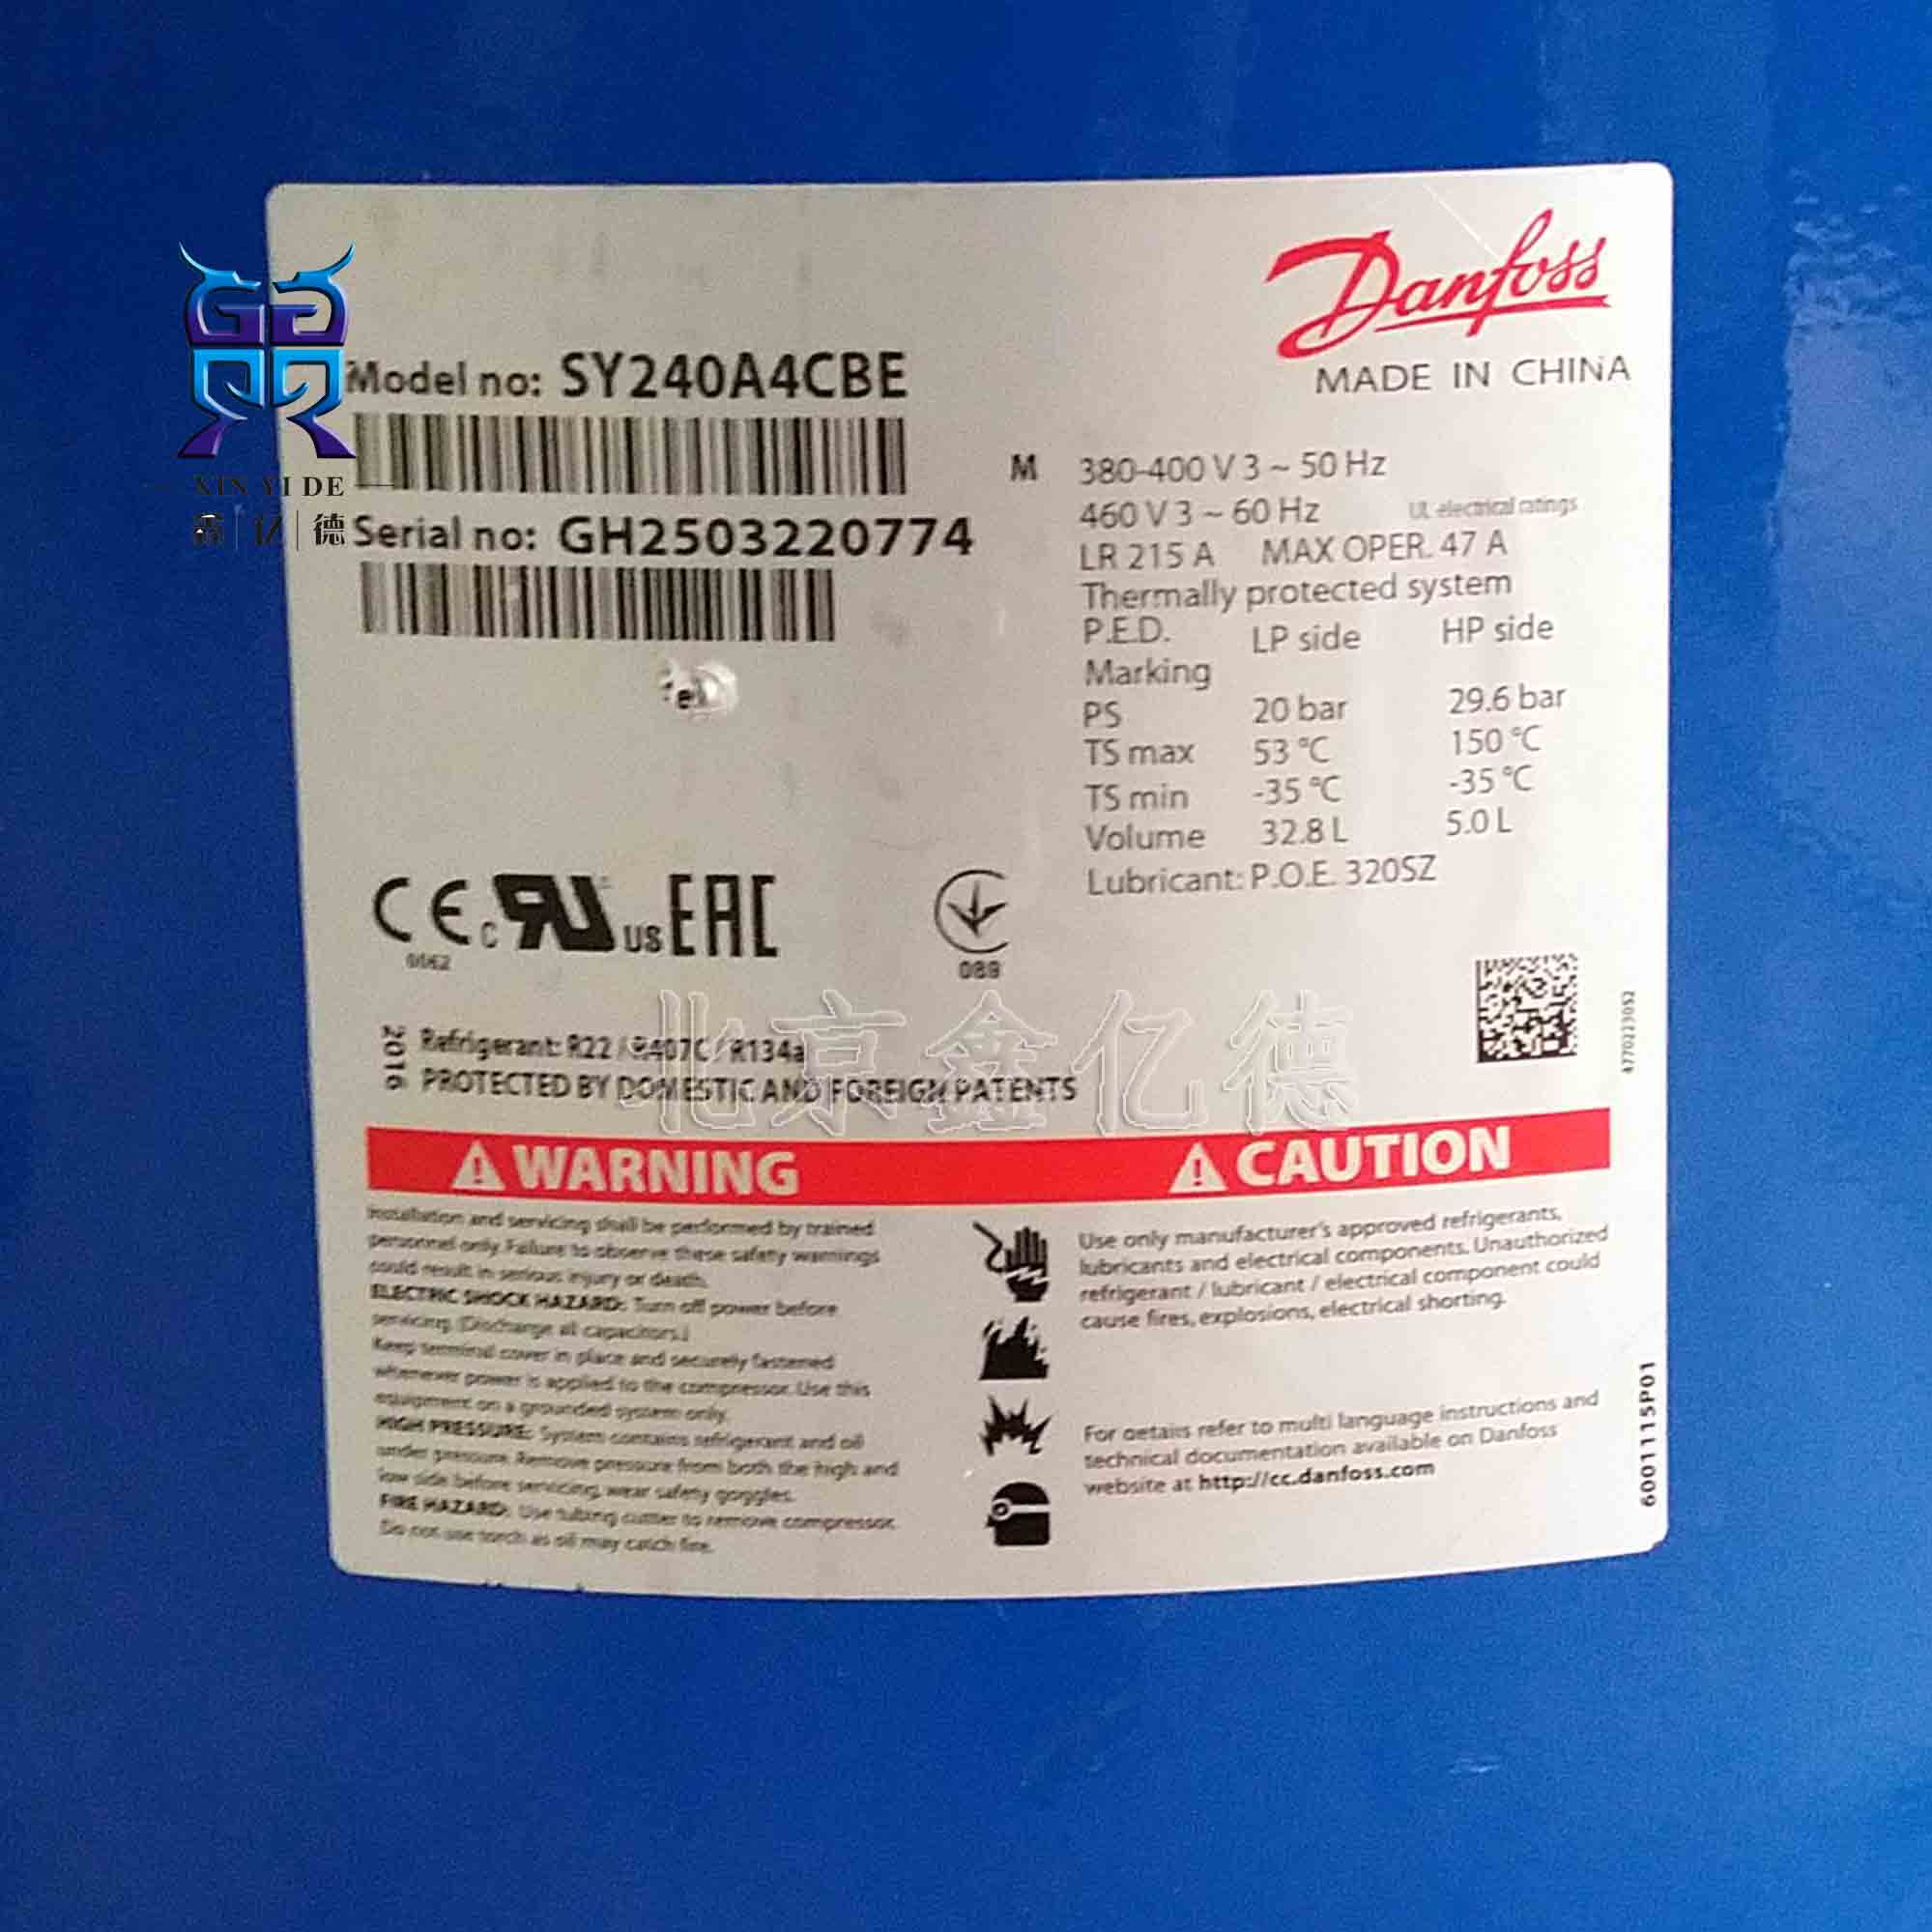 Danfoss
MADE IN CHINA
Model no: SY240A4CBE
XIN YI DE
鑫 亿 德
Serial no: GH2503220774
M 380-400 V 3 ~ 50 Hz
460 V 3 ~ 60 Hz UL electrical ratings
LR 215 A MAX OPER. 47 A
Thermally protected system
P.E.D. LP side HP side
Marking
PS 20 bar 29.6 bar
TS max 53 °C 150 °C
TS min -35 °C -35 °C
Volume 32.8 L 5.0 L
Lubricant: P.O.E. 320SZ
CE c RU us EAC
0062
089
4770223052
北京鑫亿德
2016
Refrigerant: R22 / R407C / R134a
PROTECTED BY DOMESTIC AND FOREIGN PATENTS
WARNING
Installation and servicing shall be performed by trained
personnel only. Failure to observe these safety warnings
could result in serious injury or death.
ELECTRIC SHOCK HAZARD: Turn off power before
servicing. (Discharge all capacitors.)
Keep terminal cover in place and securely fastened
whenever power is applied to the compressor. Use this
equipment on a grounded system only.
HIGH PRESSURE: System contains refrigerant and oil
under pressure. Remove pressure from both the high and
low side before servicing, wear safety goggles.
FIRE HAZARD: Use tubing cutter to remove compressor.
Do not use torch as oil may catch fire.
CAUTION
Use only manufacturer's approved refrigerants,
lubricants and electrical components. Unauthorized
refrigerant / lubricant / electrical component could
cause fires, explosions, electrical shorting.
For details refer to multi language instructions and
technical documentation available on Danfoss
website at http://cc.danfoss.com
6001115P01